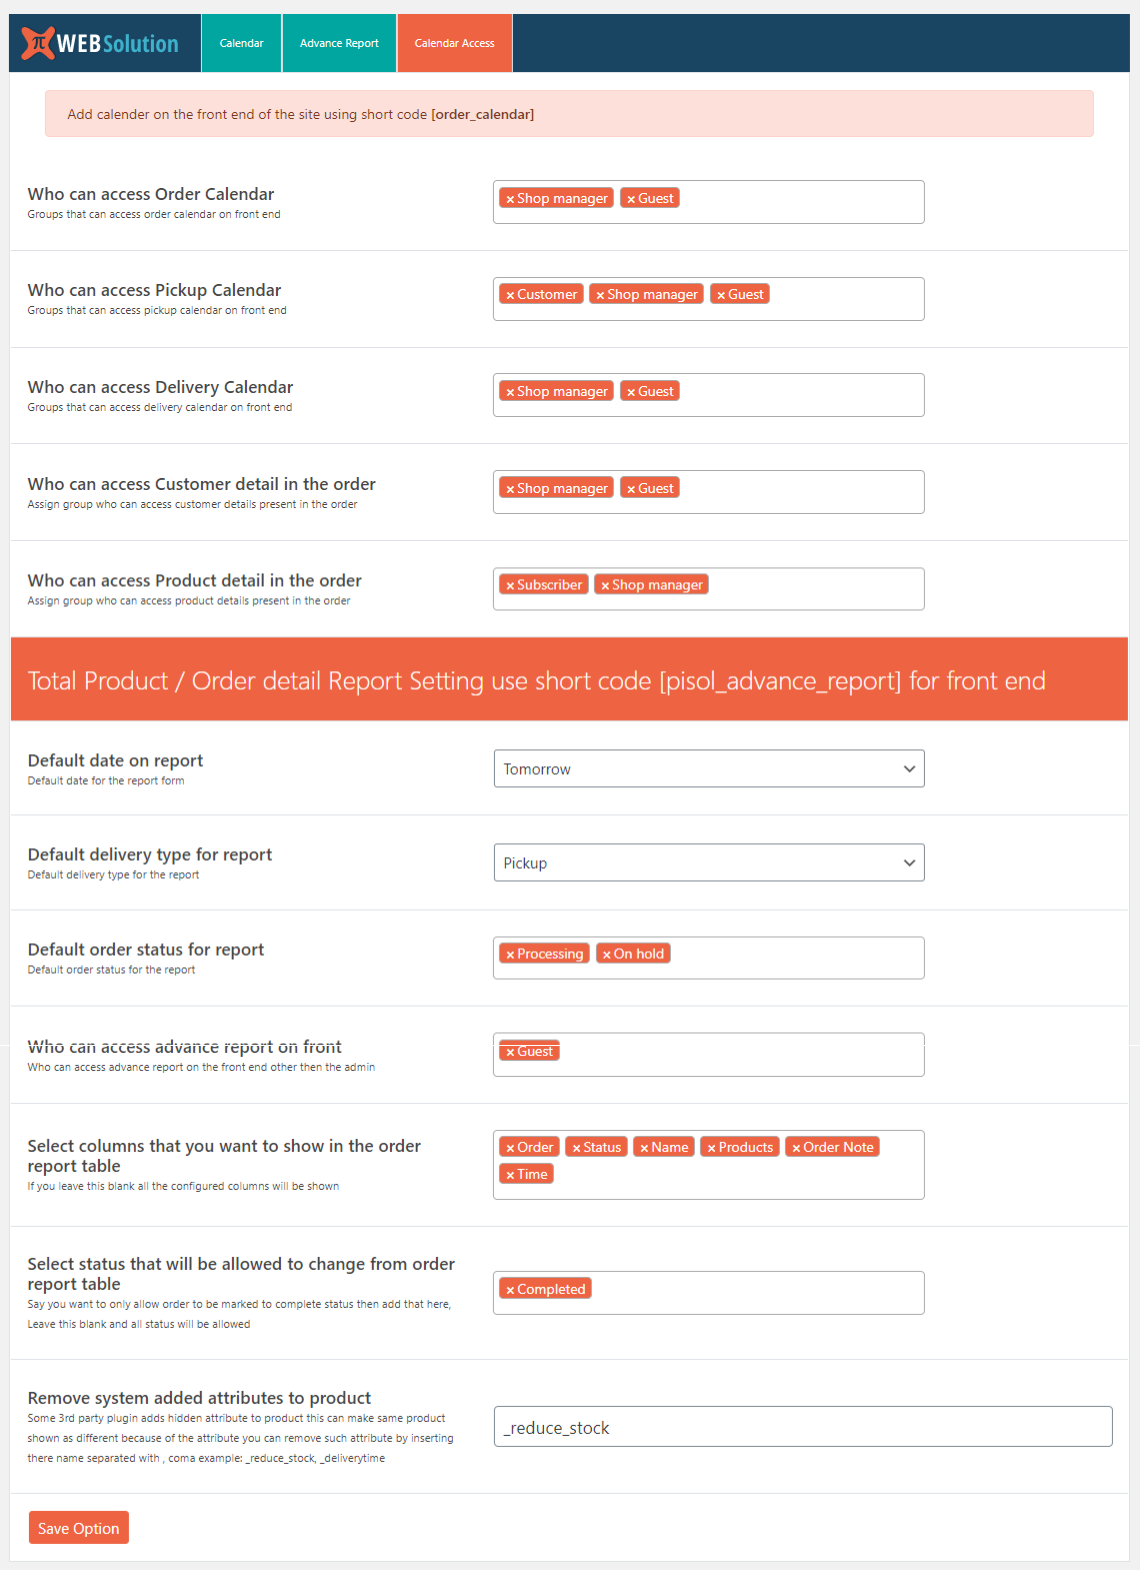 π WEB Solution
Calendar
Advance Report
Calendar Access
Add calender on the front end of the site using short code [order_calendar]
Who can access Order Calendar
Groups that can access order calendar on front end
× Shop manager × Guest
Who can access Pickup Calendar
Groups that can access pickup calendar on front end
× Customer × Shop manager × Guest
Who can access Delivery Calendar
Groups that can access delivery calendar on front end
× Shop manager × Guest
Who can access Customer detail in the order
Assign group who can access customer details present in the order
× Shop manager × Guest
Who can access Product detail in the order
Assign group who can access product details present in the order
× Subscriber × Shop manager
Total Product / Order detail Report Setting use short code [pisol_advance_report] for front end
Default date on report
Default date for the report form
Tomorrow
Default delivery type for report
Default delivery type for the report
Pickup
Default order status for report
Default order status for the report
× Processing × On hold
Who can access advance report on front
Who can access advance report on the front end other then the admin
× Guest
Select columns that you want to show in the order
report table
If you leave this blank all the configured columns will be shown
× Order × Status × Name × Products × Order Note
× Time
Select status that will be allowed to change from order
report table
Say you want to only allow order to be marked to complete status then add that here,
Leave this blank and all status will be allowed
× Completed
Remove system added attributes to product
Some 3rd party plugin adds hidden attribute to product this can make same product
shown as different because of the attribute you can remove such attribute by inserting
there name separated with , coma example: _reduce_stock, _deliverytime
_reduce_stock
Save Option